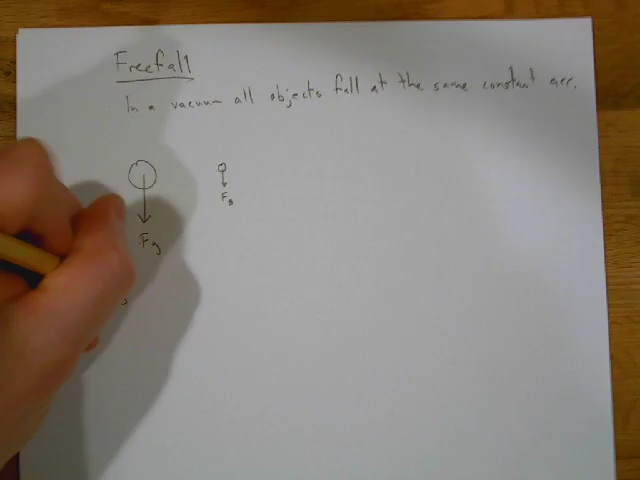 Freefall
In a vacuum all objects fall at the same constant acc.
Fg Fg
g